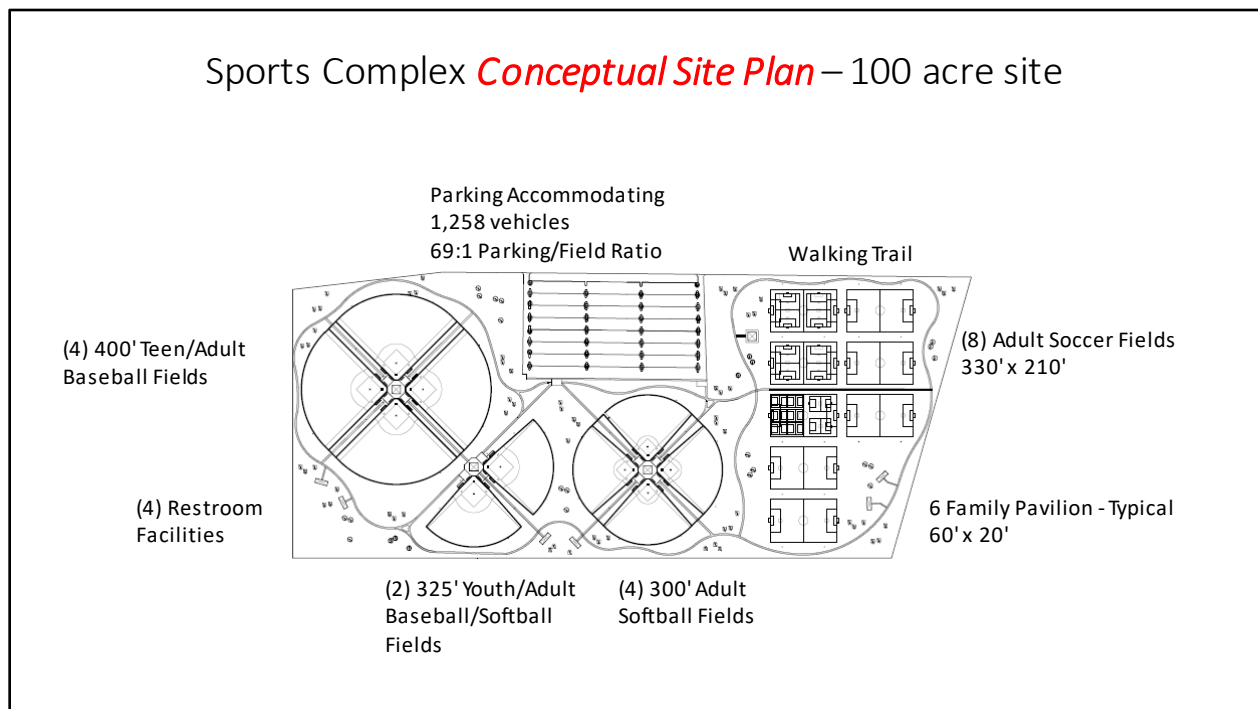 Sports Complex Conceptual Site Plan – 100 acre site
Parking Accommodating
1,258 vehicles
69:1 Parking/Field Ratio
Walking Trail
(4) 400' Teen/Adult
Baseball Fields
(8) Adult Soccer Fields
330' x 210'
(4) Restroom
Facilities
6 Family Pavilion - Typical
60' x 20'
(2) 325' Youth/Adult
Baseball/Softball
Fields
(4) 300' Adult
Softball Fields